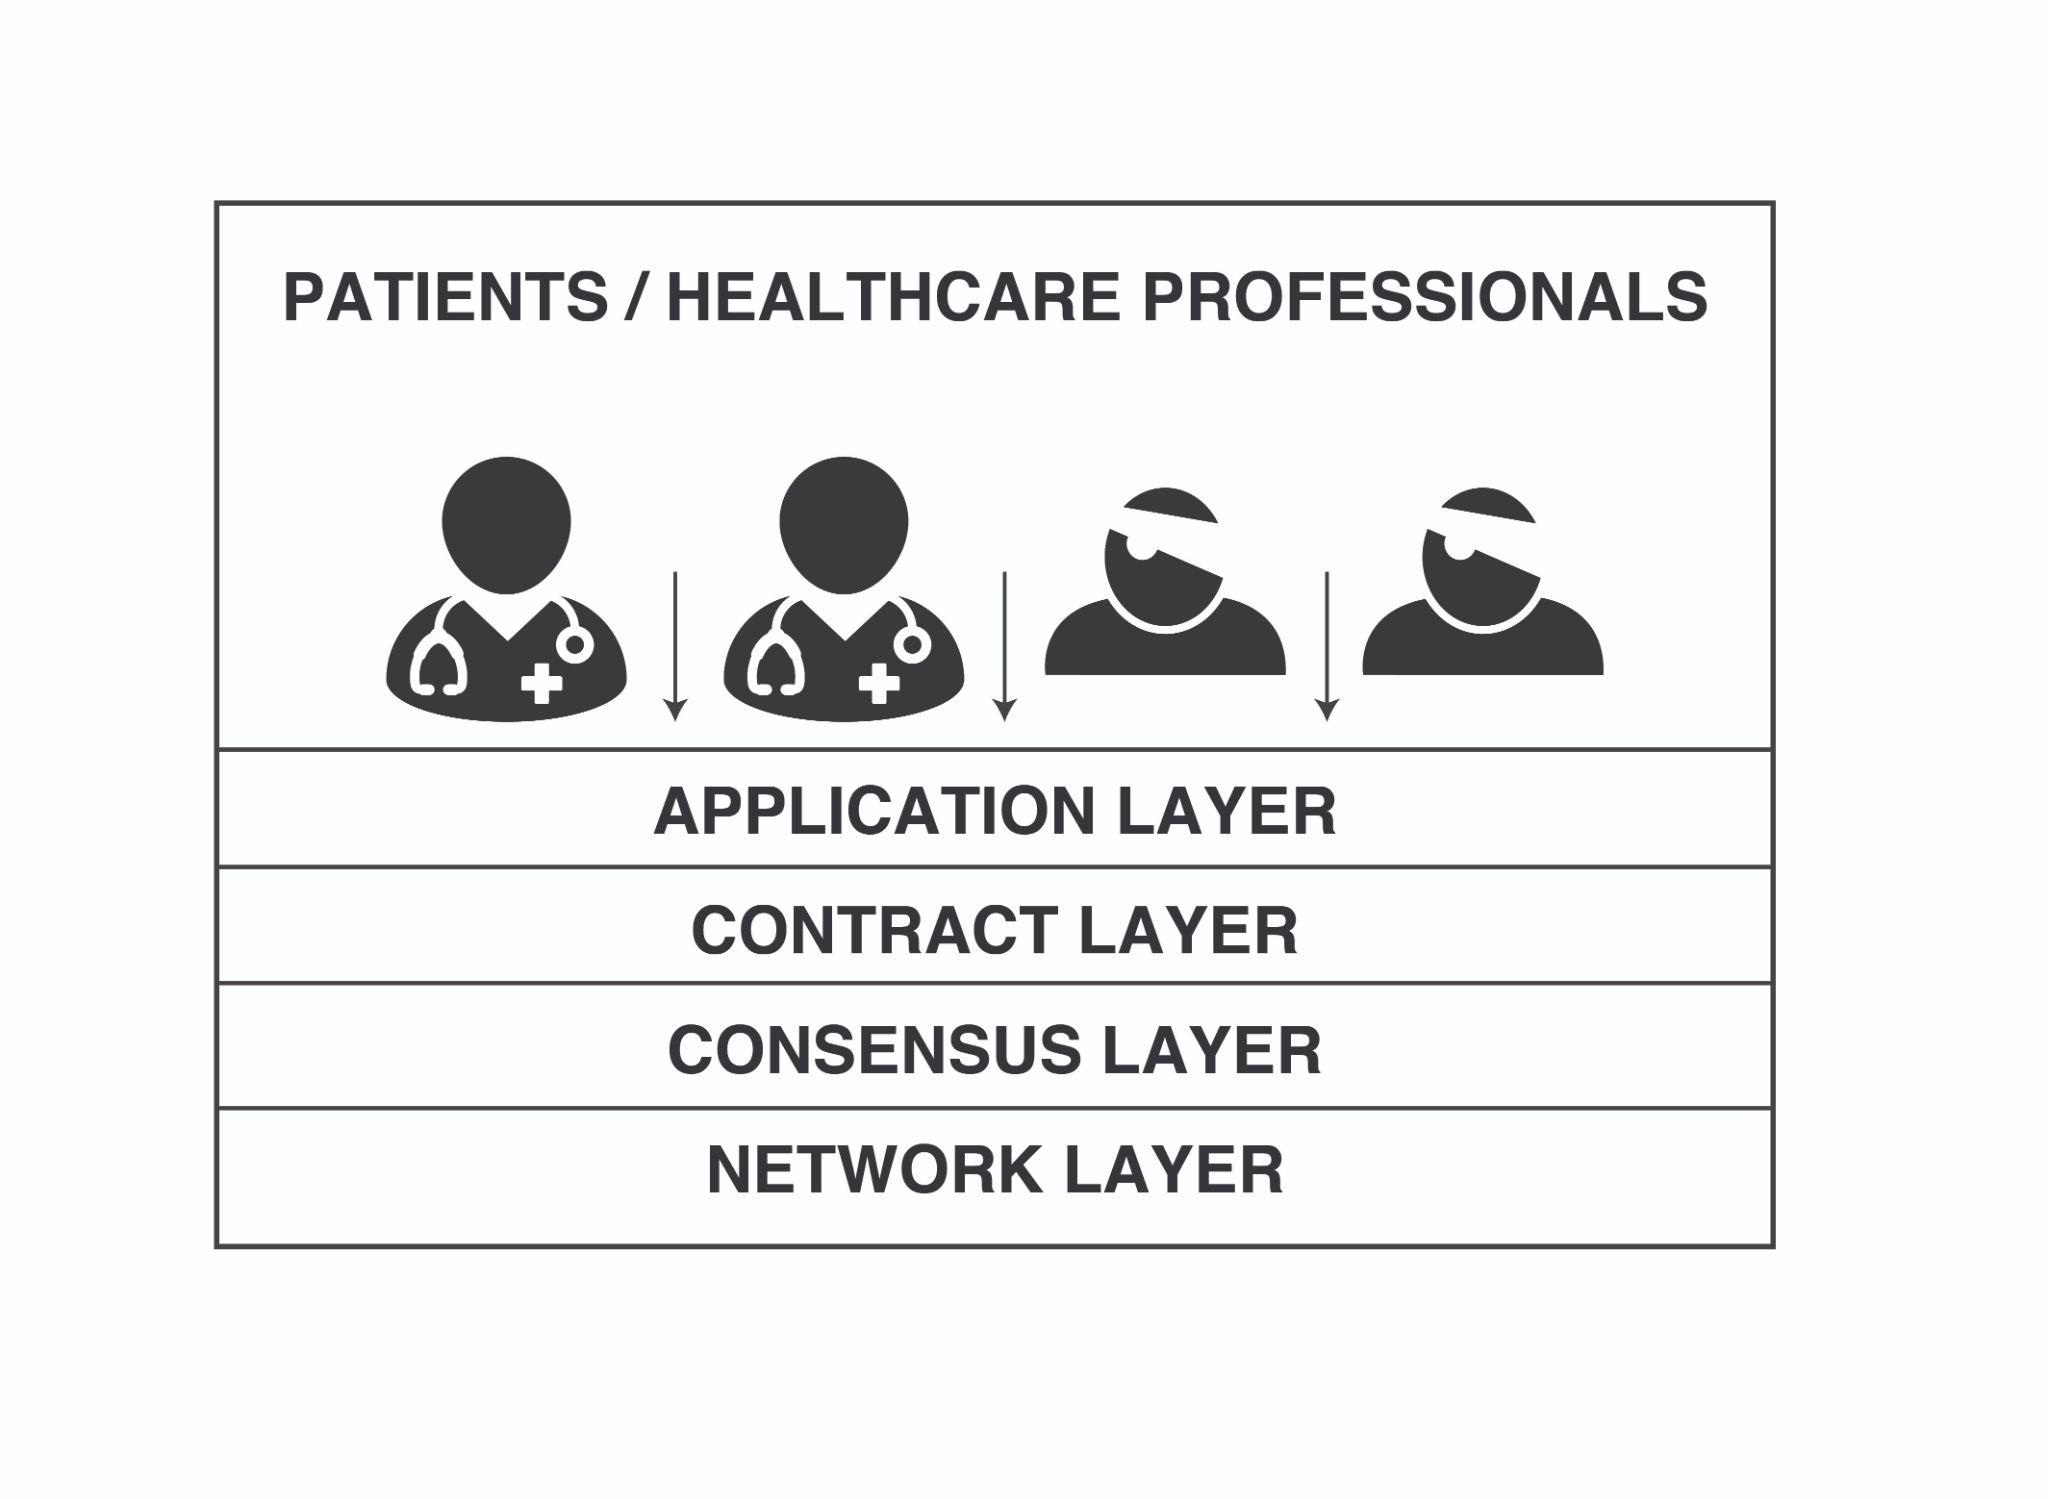 PATIENTS / HEALTHCARE PROFESSIONALS
APPLICATION LAYER
CONTRACT LAYER
CONSENSUS LAYER
NETWORK LAYER